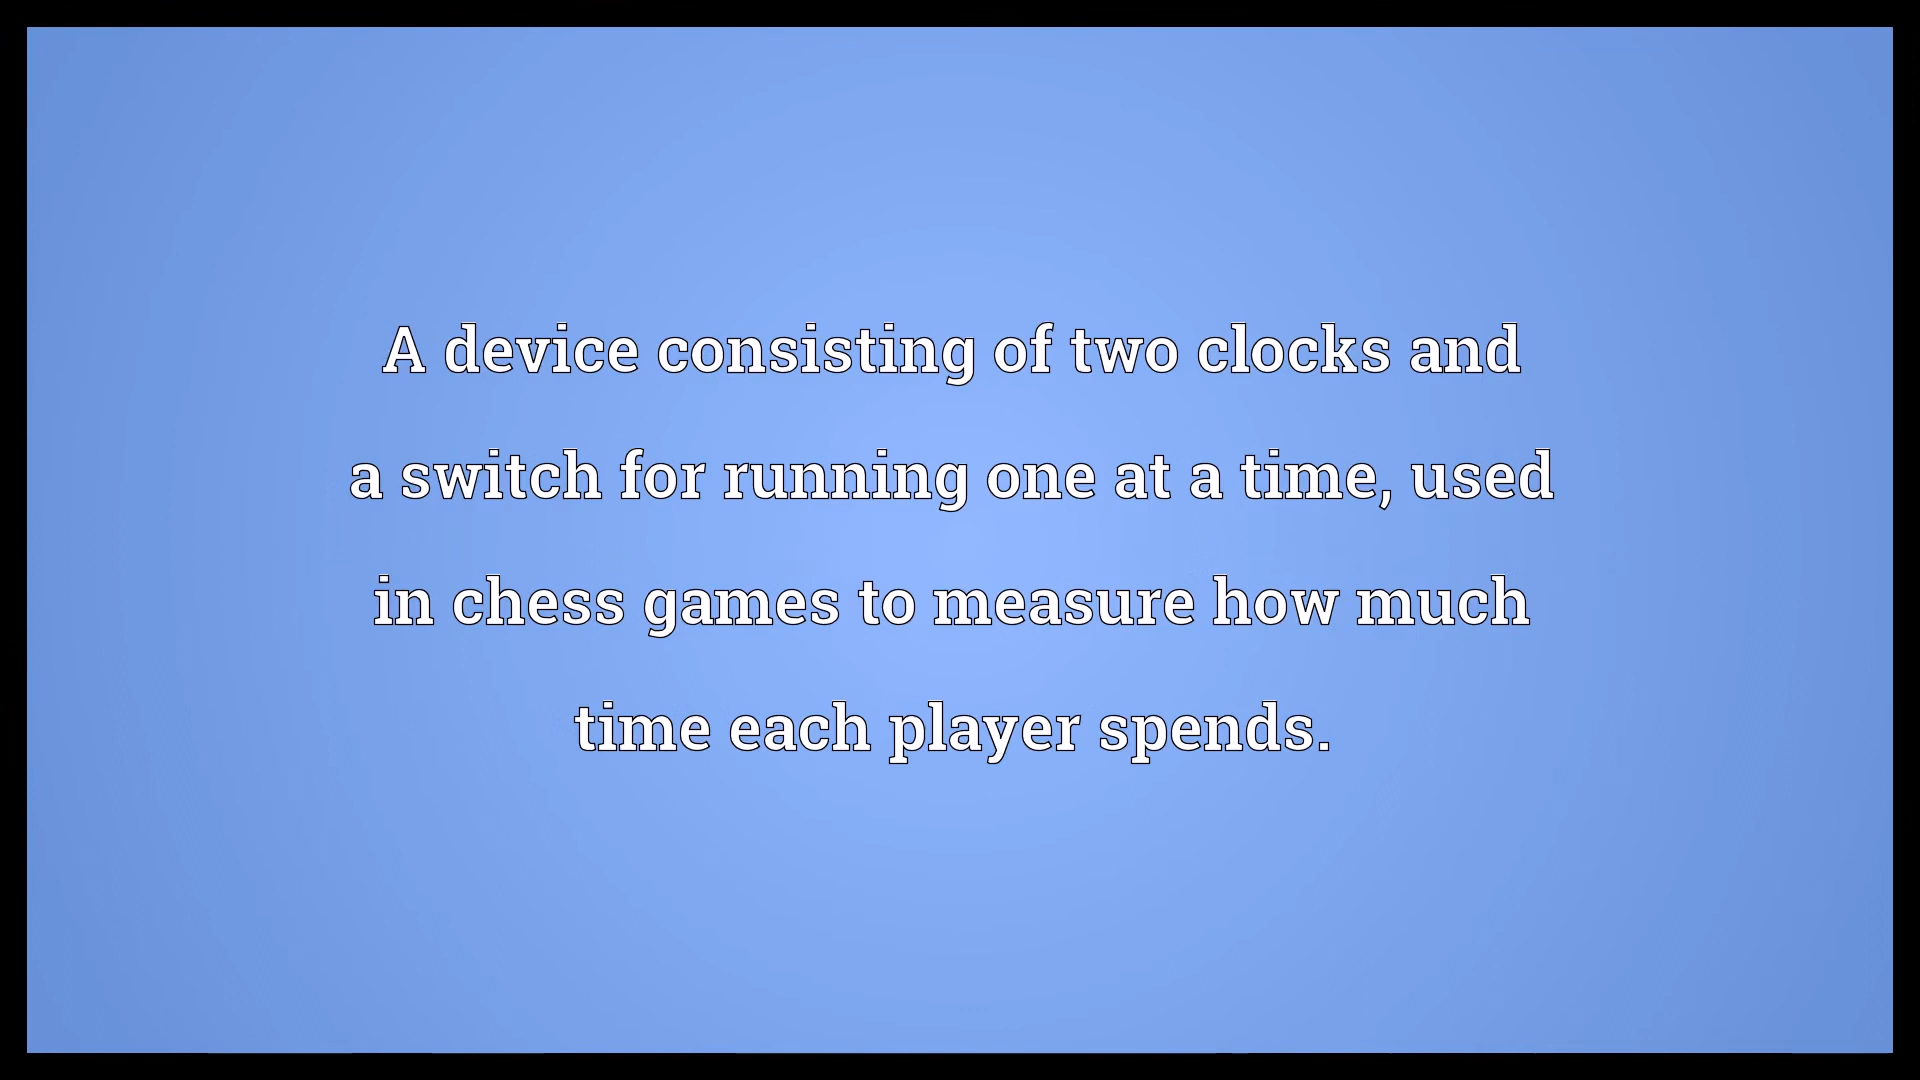 A device consisting of two clocks and
a switch for running one at a time, used
in chess games to measure how much
time each player spends.